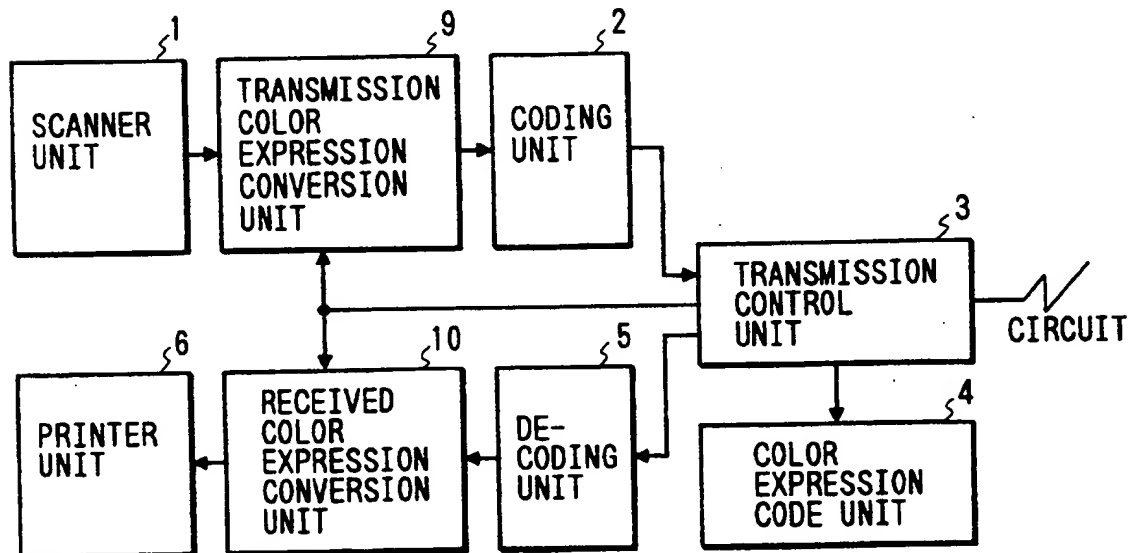 1
SCANNER
UNIT
9
TRANSMISSION
COLOR
EXPRESSION
CONVERSION
UNIT
2
CODING
UNIT
3
TRANSMISSION
CONTROL
UNIT
CIRCUIT
6
PRINTER
UNIT
10
RECEIVED
COLOR
EXPRESSION
CONVERSION
UNIT
5
DE-
CODING
UNIT
4
COLOR
EXPRESSION
CODE UNIT